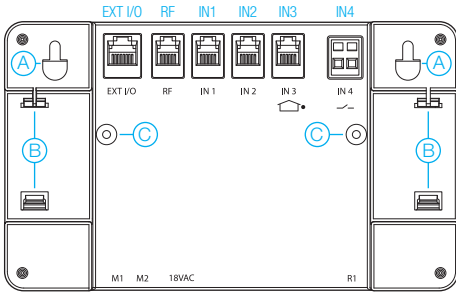 EXT I/O RF IN1 IN2 IN3 IN4
A A
EXT I/O RF IN 1 IN 2 IN 3 IN 4
C C
B B
M1 M2 18VAC R1